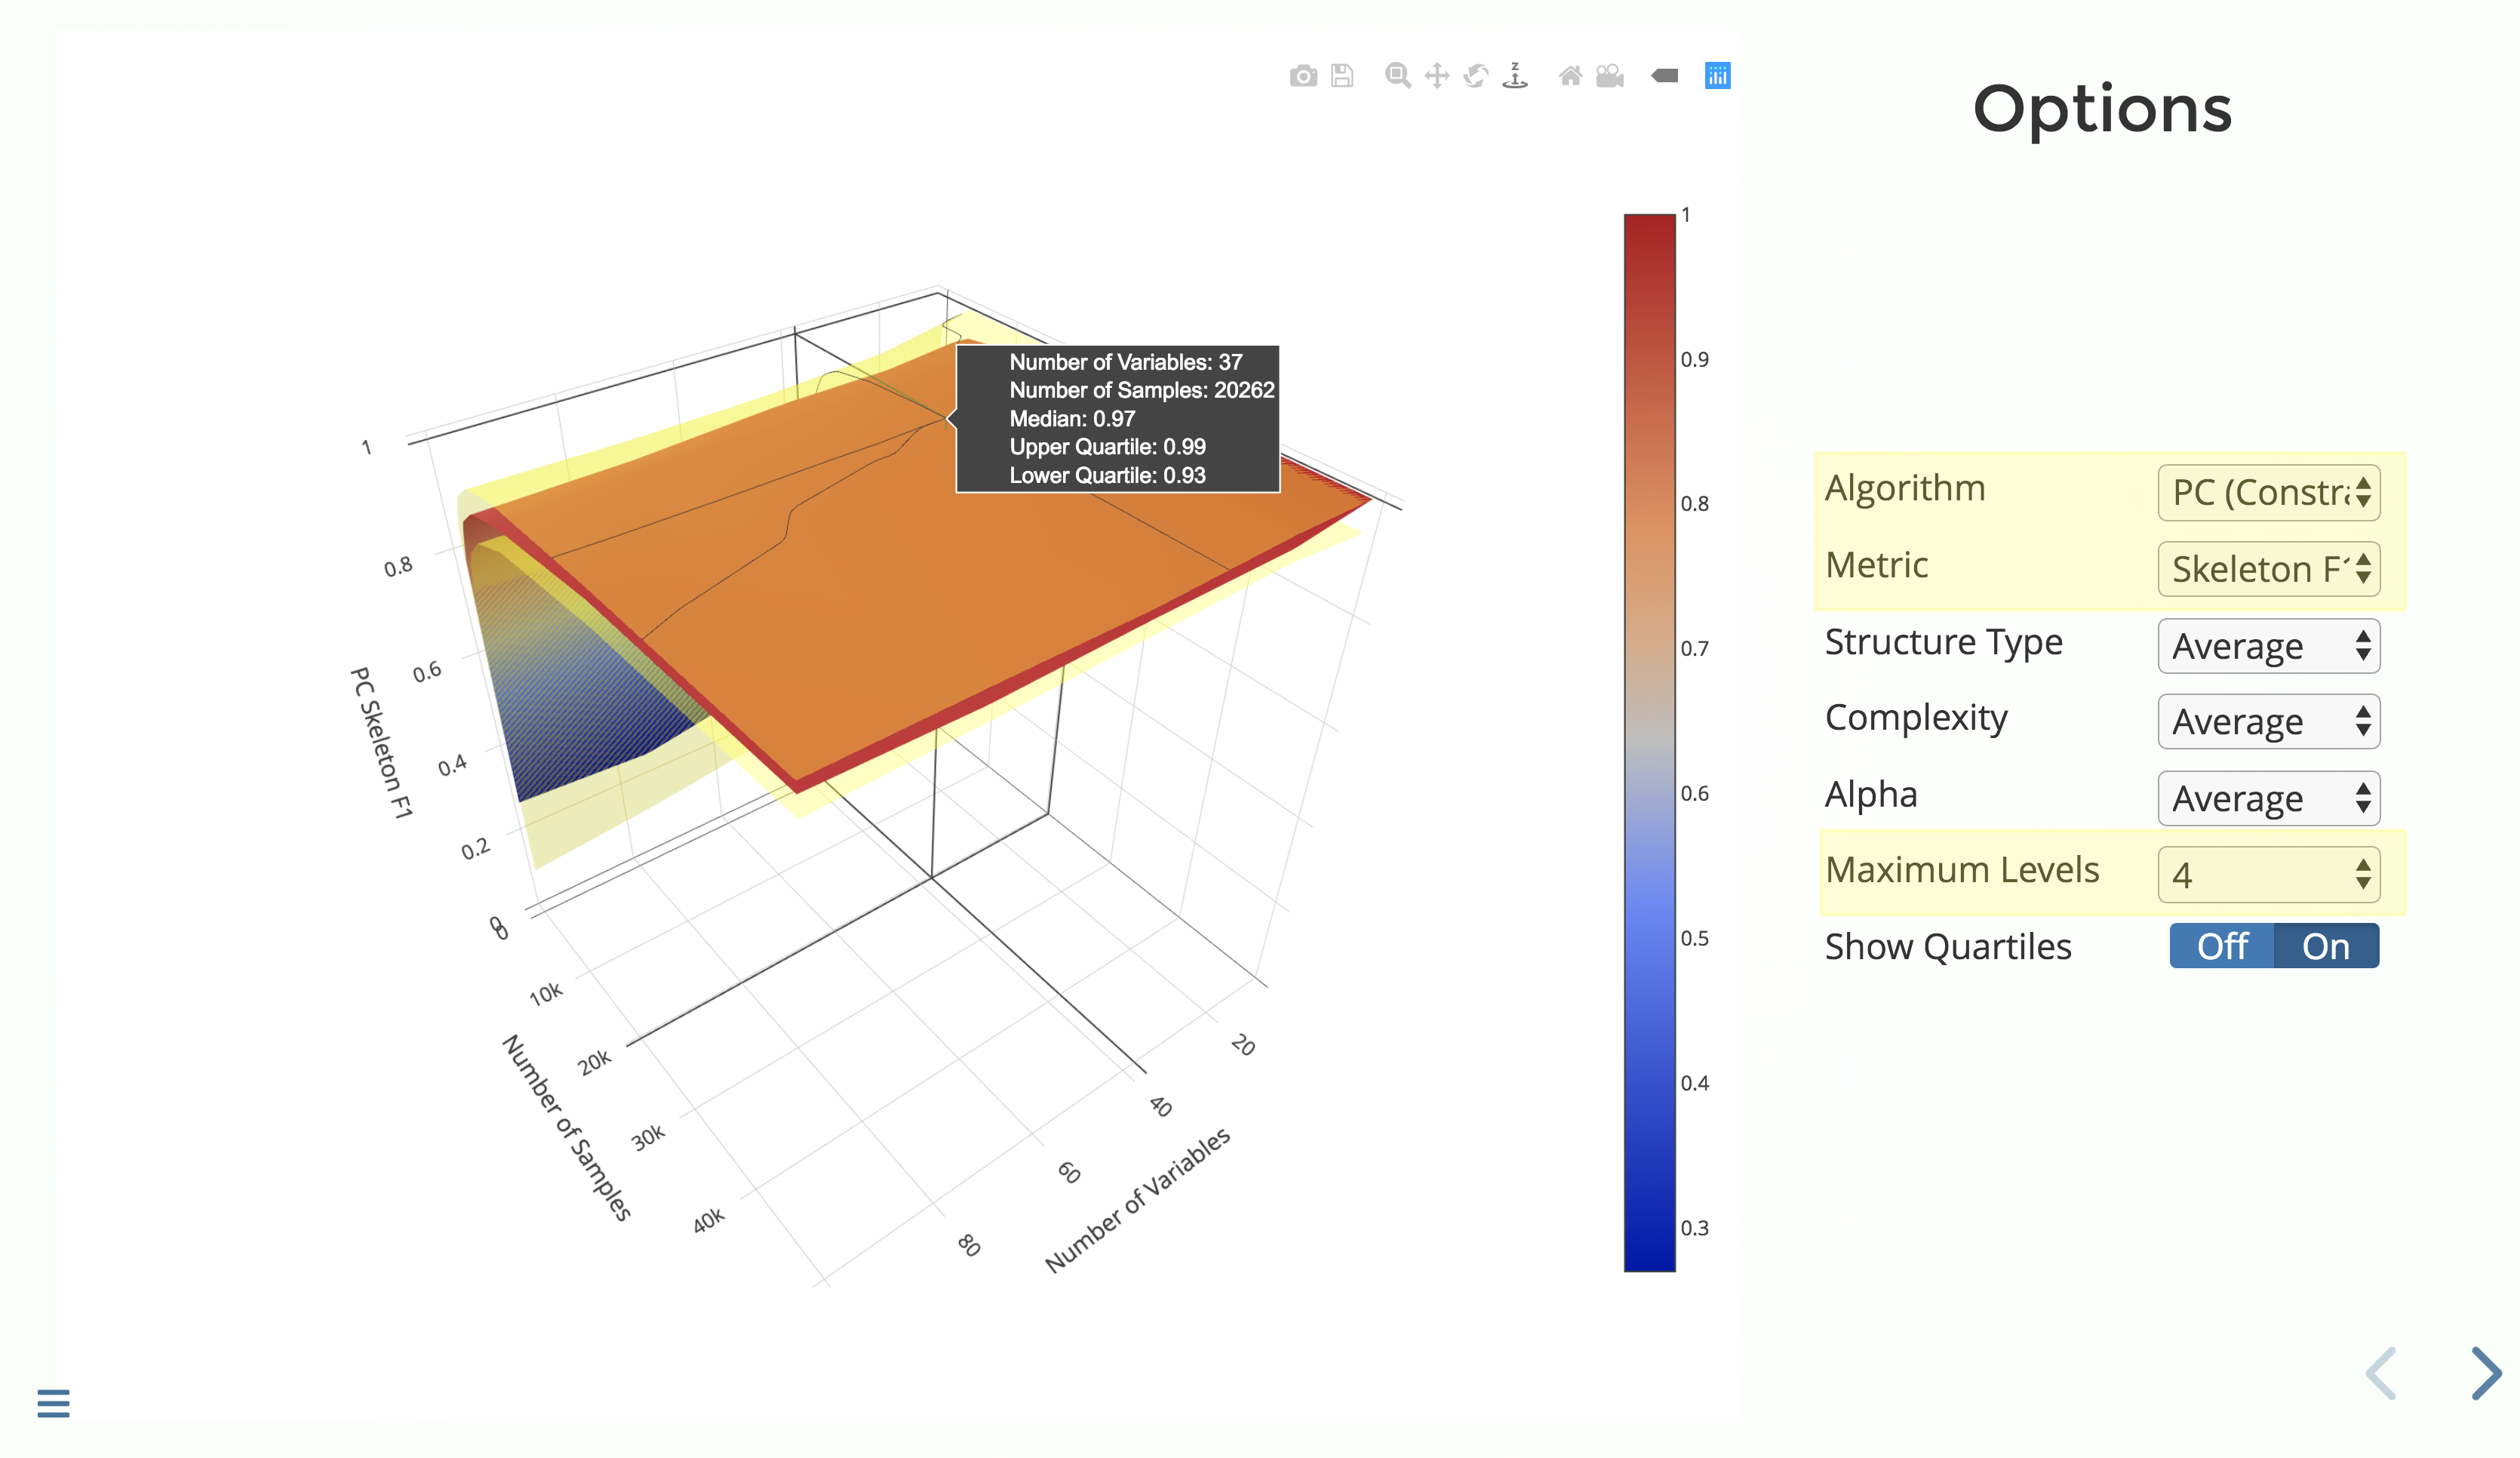 Options
z
Number of Variables: 37
Number of Samples: 20262
Median: 0.97
Upper Quartile: 0.99
Lower Quartile: 0.93
1
0.8
0.6
0.4
0.2
0
PC Skeleton F1
0
10k
20k
30k
40k
Number of Samples
20
40
60
80
Number of Variables
1
0.9
0.8
0.7
0.6
0.5
0.4
0.3
Algorithm PC (Constr
Metric Skeleton F
Structure Type Average
Complexity Average
Alpha Average
Maximum Levels 4
Show Quartiles Off On